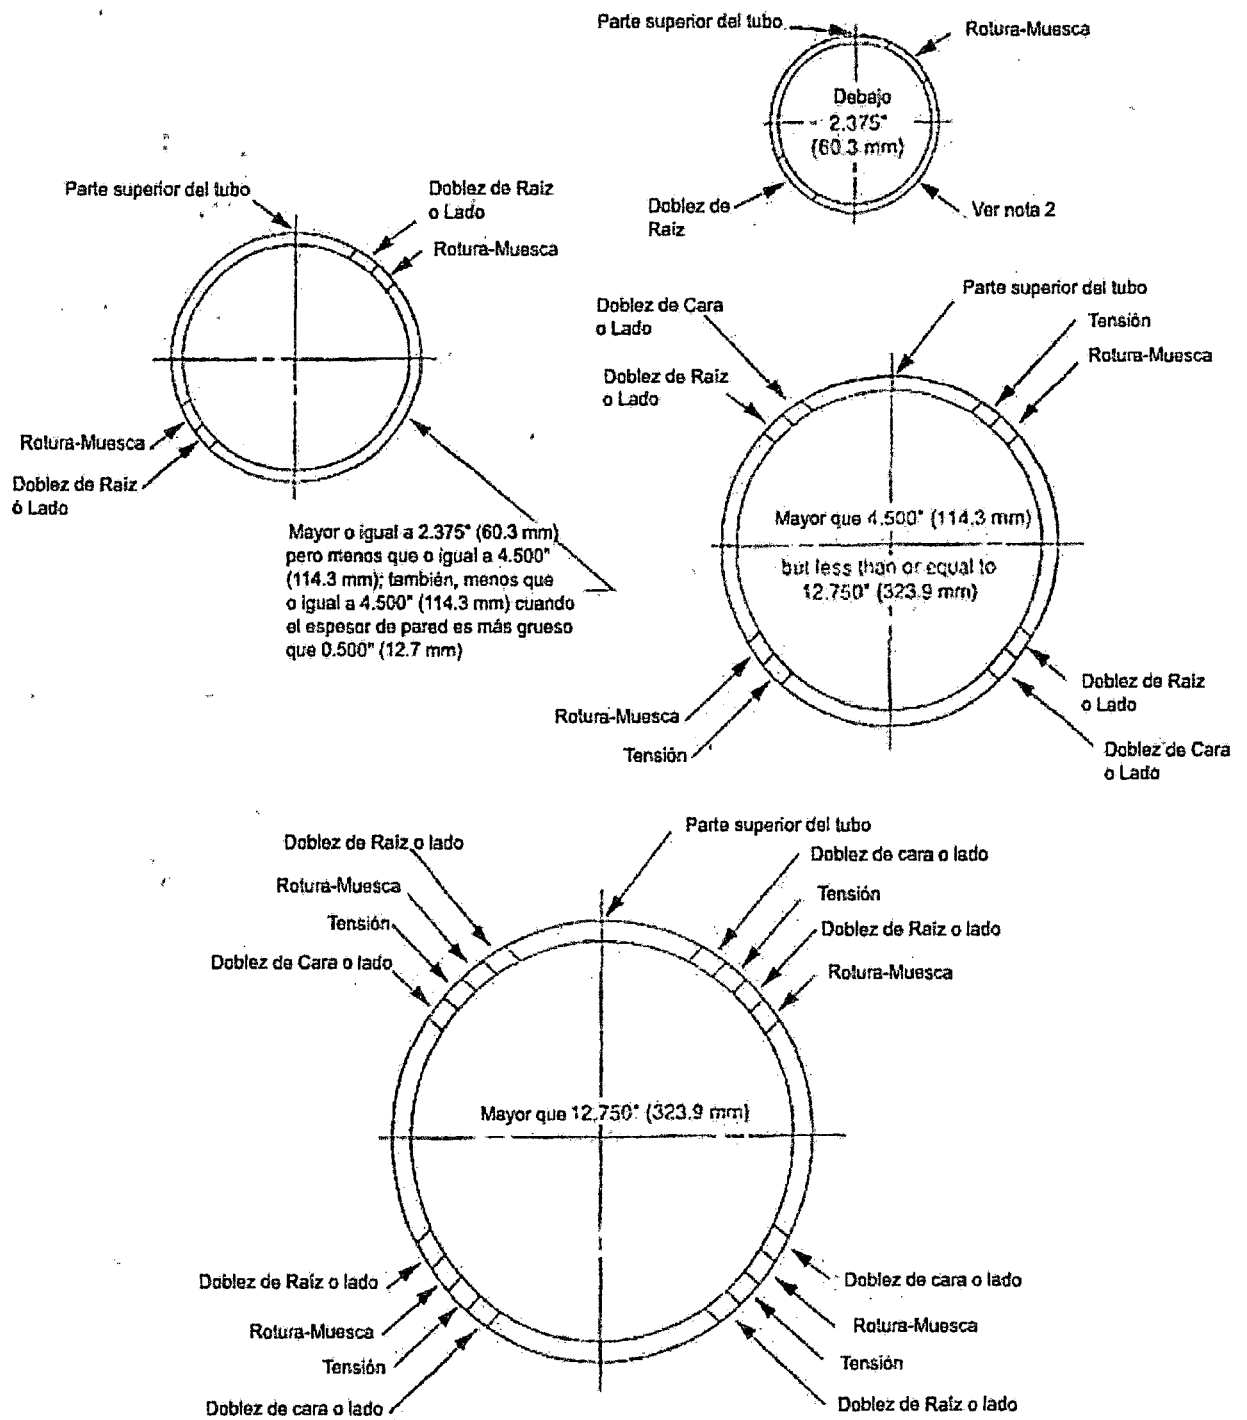 Parte superior del tubo
Rotura-Muesca
Debajo
2.375"
(60.3 mm)
Doblez de
Raíz
Ver nota 2
Parte superior del tubo
Doblez de Raíz
o Lado
Rotura-Muesca
Rotura-Muesca
Doblez de Raíz
ó Lado
Mayor o igual a 2.375" (60.3 mm)
pero menos que o igual a 4.500"
(114.3 mm); también, menos que
o igual a 4.500" (114.3 mm) cuando
el espesor de pared es más grueso
que 0.500" (12.7 mm)
Parte superior del tubo
Doblez de Cara
o Lado
Tensión
Rotura-Muesca
Doblez de Raíz
o Lado
Mayor que 4.500" (114.3 mm)
but less than or equal to
12.750" (323.9 mm)
Rotura-Muesca
Tensión
Doblez de Raíz
o Lado
Doblez de Cara
o Lado
Parte superior del tubo
Doblez de Raíz o lado
Rotura-Muesca
Tensión
Doblez de Cara o lado
Doblez de cara o lado
Tensión
Doblez de Raíz o lado
Rotura-Muesca
Mayor que 12.750" (323.9 mm)
Doblez de Raíz o lado
Rotura-Muesca
Tensión
Doblez de cara o lado
Doblez de cara o lado
Rotura-Muesca
Tensión
Doblez de Raíz o lado